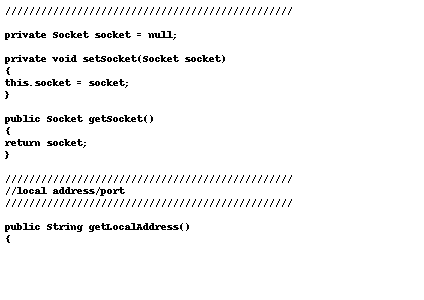 ////////////////////////////////////////////////
private Socket socket = null;
private void setSocket(Socket socket)
{
this.socket = socket;
}
public Socket getSocket()
{
return socket;
}
////////////////////////////////////////////////
//local address/port
////////////////////////////////////////////////
public String getLocalAddress()
{